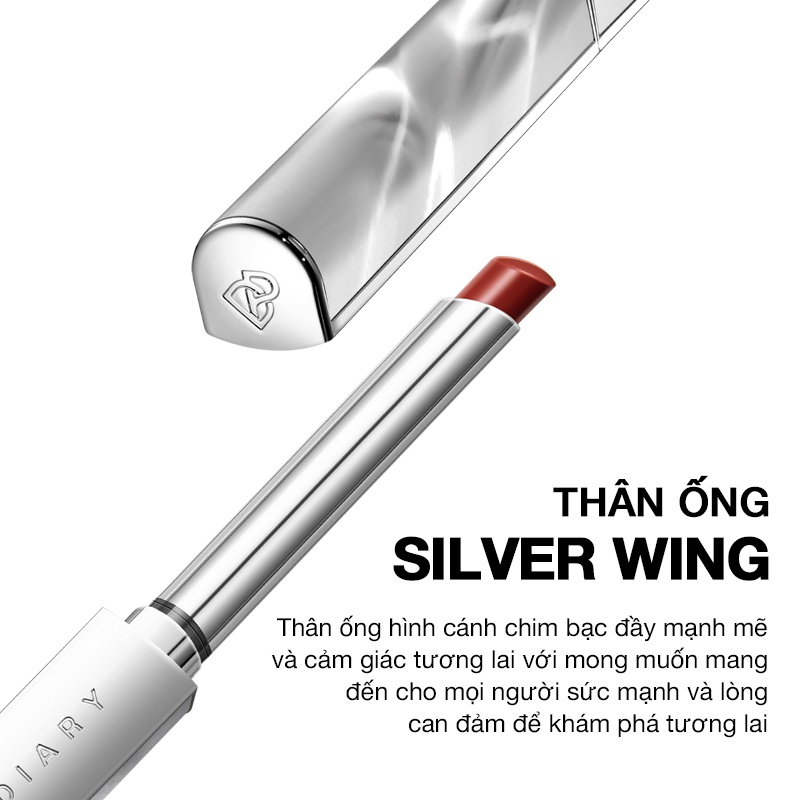 THÂN ỐNG
SILVER WING
Thân ống hình cánh chim bạc đầy mạnh mẽ
và cảm giác tương lai với mong muốn mang
đến cho mọi người sức mạnh và lòng
can đảm để khám phá tương lai
DIARY